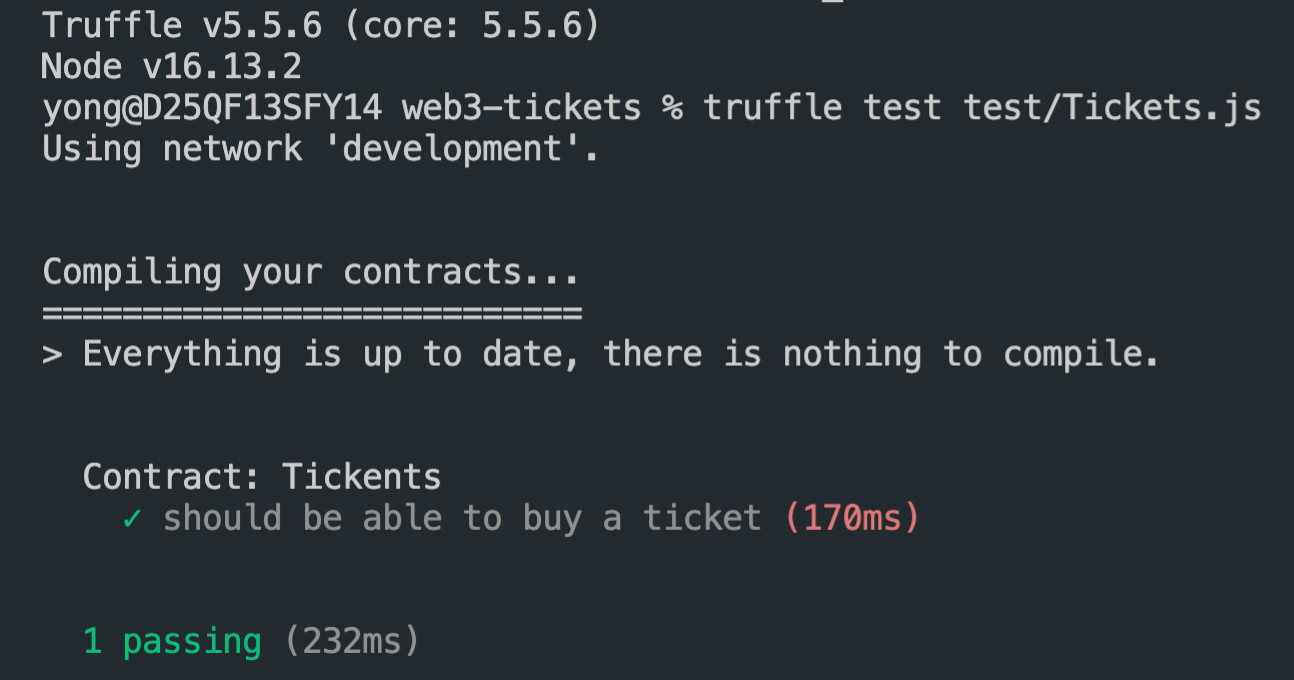 Truffle v5.5.6 (core: 5.5.6)
Node v16.13.2
yong@D25QF13SFY14 web3-tickets % truffle test test/Tickets.js
Using network 'development'.
Compiling your contracts...
===========================
> Everything is up to date, there is nothing to compile.
Contract: Tickents
✓ should be able to buy a ticket (170ms)
1 passing (232ms)